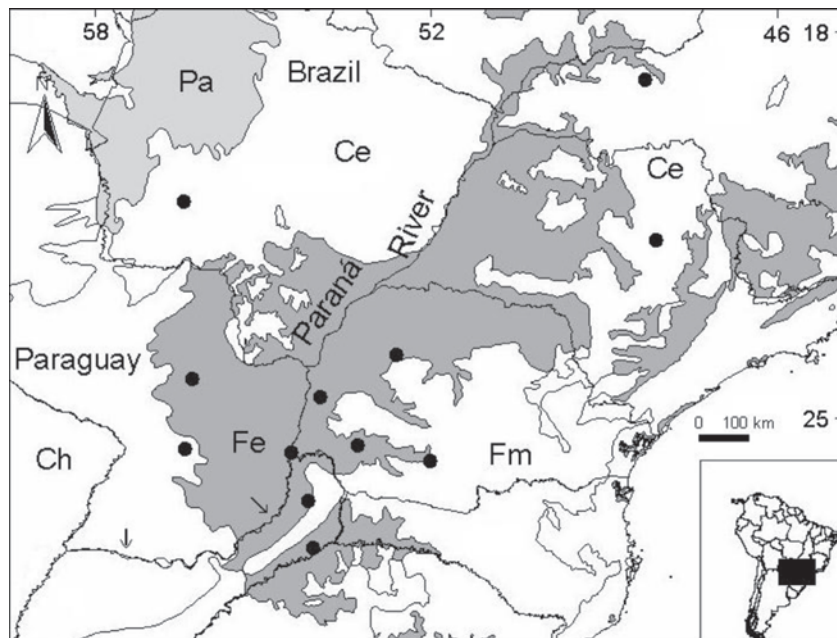 58 52 46 18
Pa
Brazil
N
Ce
Ce
Paraná River
Paraguay
25
0 100 km
Ch
Fe
Fm